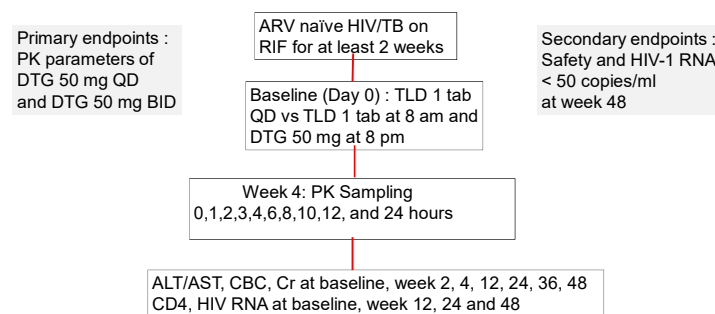 Primary endpoints :
PK parameters of
DTG 50 mg QD
and DTG 50 mg BID
ARV naïve HIV/TB on
RIF for at least 2 weeks
Secondary endpoints :
Safety and HIV-1 RNA
< 50 copies/ml
at week 48
Baseline (Day 0) : TLD 1 tab
QD vs TLD 1 tab at 8 am and
DTG 50 mg at 8 pm
Week 4: PK Sampling
0,1,2,3,4,6,8,10,12, and 24 hours
ALT/AST, CBC, Cr at baseline, week 2, 4, 12, 24, 36, 48
CD4, HIV RNA at baseline, week 12, 24 and 48